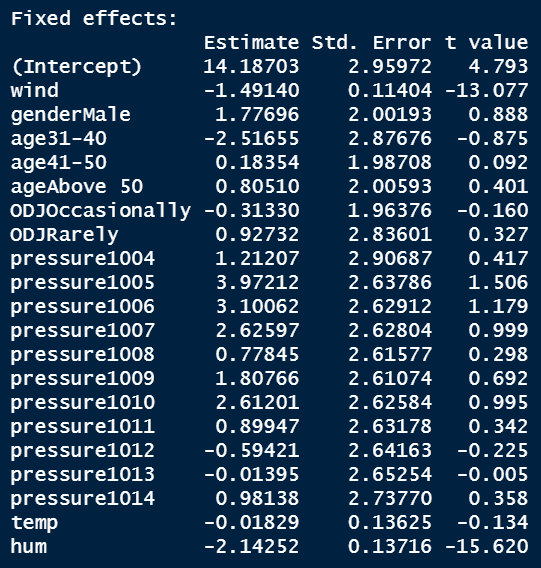 Fixed effects:
Estimate Std. Error t value
(Intercept) 14.18703 2.95972 4.793
wind -1.49140 0.11404 -13.077
genderMale 1.77696 2.00193 0.888
age31-40 -2.51655 2.87676 -0.875
age41-50 0.18354 1.98708 0.092
ageAbove 50 0.80510 2.00593 0.401
ODJOccasionally -0.31330 1.96376 -0.160
ODJRarely 0.92732 2.83601 0.327
pressure1004 1.21207 2.90687 0.417
pressure1005 3.97212 2.63786 1.506
pressure1006 3.10062 2.62912 1.179
pressure1007 2.62597 2.62804 0.999
pressure1008 0.77845 2.61577 0.298
pressure1009 1.80766 2.61074 0.692
pressure1010 2.61201 2.62584 0.995
pressure1011 0.89947 2.63178 0.342
pressure1012 -0.59421 2.64163 -0.225
pressure1013 -0.01395 2.65254 -0.005
pressure1014 0.98138 2.73770 0.358
temp -0.01829 0.13625 -0.134
hum -2.14252 0.13716 -15.620